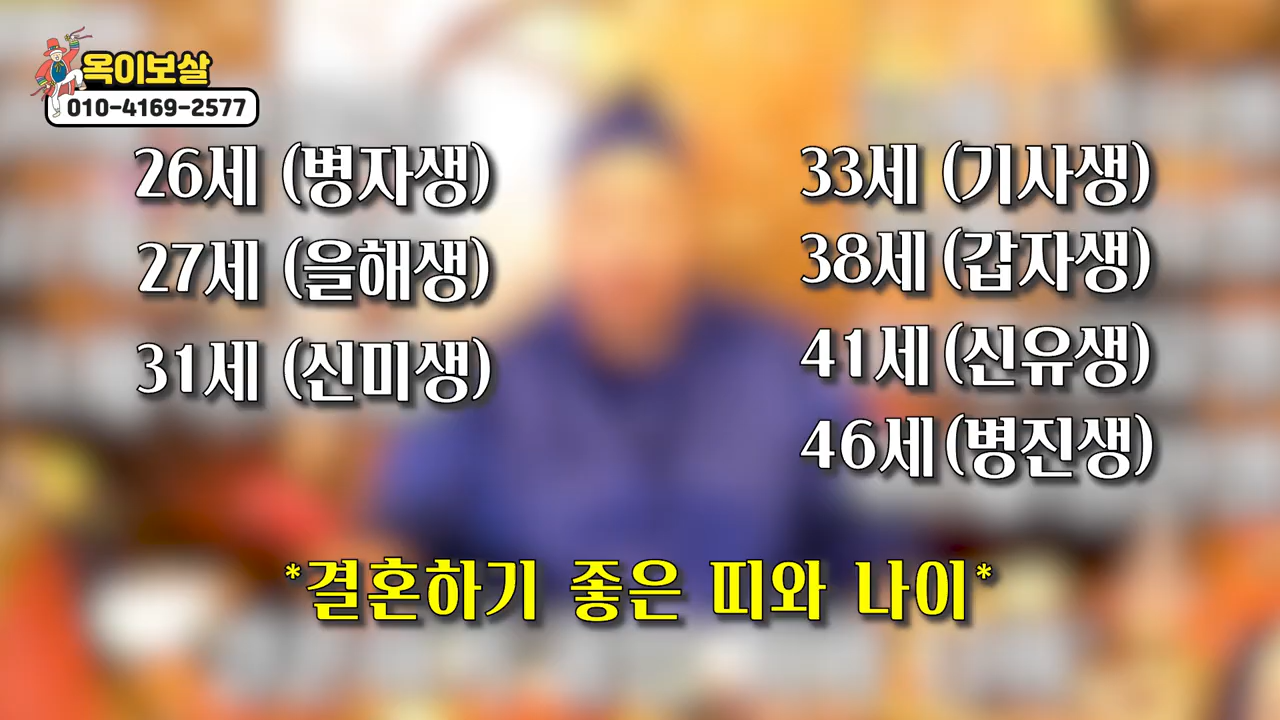 옥이보살
010-4169-2577
26세 (병자생)
27세 (을해생)
31세 (신미생)
33세 (기사생)
38세 (갑자생)
41세 (신유생)
46세 (병진생)
*결혼하기 좋은 띠와 나이*